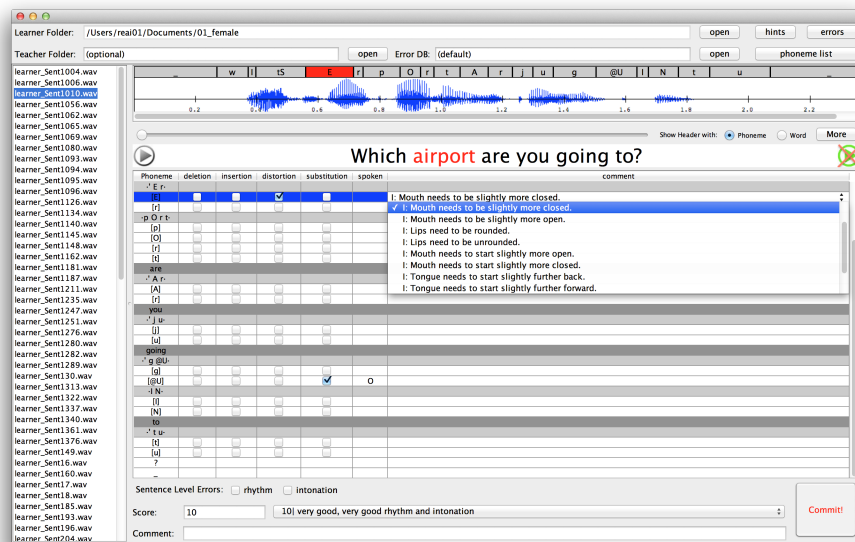 Learner Folder: /Users/reai01/Documents/01_female open hints errors
Teacher Folder: (optional) open Error DB: (default) open phoneme list
learner_Sent1004.wav
learner_Sent1006.wav
learner_Sent1010.wav
learner_Sent1056.wav
learner_Sent1062.wav
learner_Sent1065.wav
learner_Sent1069.wav
learner_Sent1080.wav
learner_Sent1093.wav
learner_Sent1094.wav
learner_Sent1095.wav
learner_Sent1096.wav
learner_Sent1126.wav
learner_Sent1134.wav
learner_Sent1140.wav
learner_Sent1145.wav
learner_Sent1148.wav
learner_Sent1162.wav
learner_Sent1181.wav
learner_Sent1187.wav
learner_Sent1211.wav
learner_Sent1235.wav
learner_Sent1247.wav
learner_Sent1251.wav
learner_Sent1276.wav
learner_Sent1280.wav
learner_Sent1282.wav
learner_Sent1289.wav
learner_Sent130.wav
learner_Sent1313.wav
learner_Sent1322.wav
learner_Sent1337.wav
learner_Sent1340.wav
learner_Sent1361.wav
learner_Sent1376.wav
learner_Sent149.wav
learner_Sent16.wav
learner_Sent160.wav
learner_Sent17.wav
learner_Sent18.wav
learner_Sent185.wav
learner_Sent193.wav
learner_Sent196.wav
learner_Sent204.wav
_ w I tS E r p O r t A r j u g @U I N t u _
0.2 0.4 0.6 0.8 1.0 1.2 1.4 1.6 1.8 2.0 2.2
Show Header with: Phoneme Word More
Which airport are you going to?
Phoneme deletion insertion distortion substitution spoken comment
-' E r-
[E] I: Mouth needs to be slightly more closed.
[r]
-p O r t-
[p]
[O]
[r]
[t]
are
-' A r-
[A]
[r]
you
-' j u-
[j]
[u]
going
-' g @U-
[g]
[@U] O
-I N-
[I]
[N]
to
-' t u-
[t]
[u]
?
_
✓ I: Mouth needs to be slightly more closed.
I: Mouth needs to be slightly more open.
I: Lips need to be rounded.
I: Lips need to be unrounded.
I: Mouth needs to start slightly more open.
I: Mouth needs to start slightly more closed.
I: Tongue needs to start slightly further back.
I: Tongue needs to start slightly further forward.
Sentence Level Errors: rhythm intonation
Score: 10 10| very good, very good rhythm and intonation
Commit!
Comment: